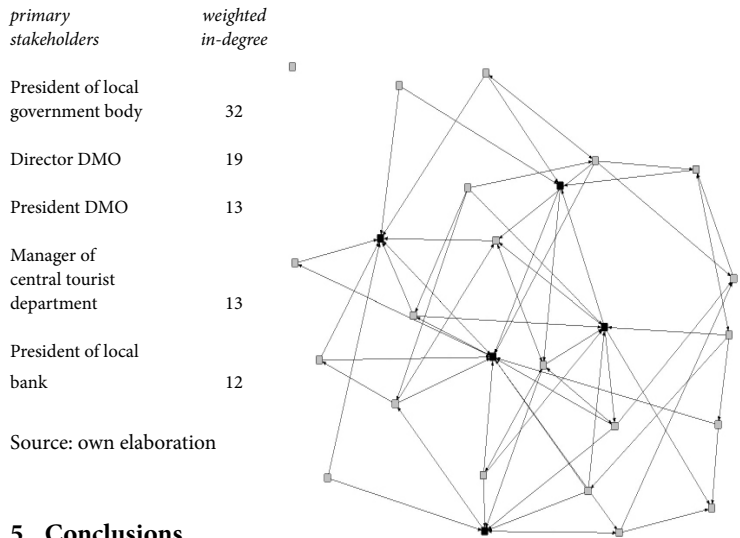 primary weighted
stakeholders in-degree
President of local
government body 32
Director DMO 19
President DMO 13
Manager of
central tourist
department 13
President of local
bank 12
Source: own elaboration
5 Conclusions